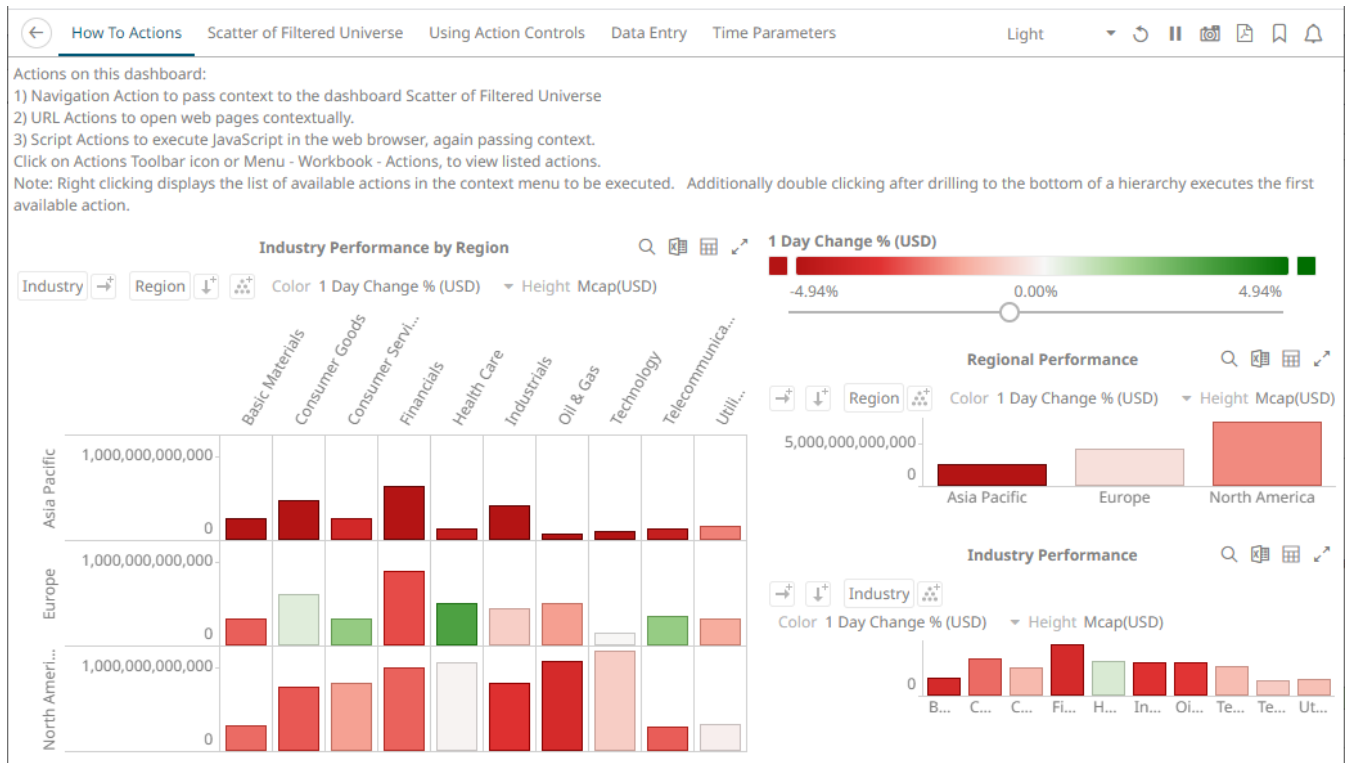 How To Actions Scatter of Filtered Universe Using Action Controls Data Entry Time Parameters Light
Actions on this dashboard:
1) Navigation Action to pass context to the dashboard Scatter of Filtered Universe
2) URL Actions to open web pages contextually.
3) Script Actions to execute JavaScript in the web browser, again passing context.
Click on Actions Toolbar icon or Menu - Workbook - Actions, to view listed actions.
Note: Right clicking displays the list of available actions in the context menu to be executed. Additionally double clicking after drilling to the bottom of a hierarchy executes the first
available action.
Industry Performance by Region
Industry Region Color 1 Day Change % (USD) Height Mcap(USD)
Basic Materials
Consumer Goods
Consumer Servi...
Financials
Health Care
Industrials
Oil & Gas
Technology
Telecommunica...
Utili...
Asia Pacific
1,000,000,000,000
0
Europe
1,000,000,000,000
0
North Ameri...
1,000,000,000,000
0
1 Day Change % (USD)
-4.94% 0.00% 4.94%
Regional Performance
Region Color 1 Day Change % (USD) Height Mcap(USD)
5,000,000,000,000
0
Asia Pacific Europe North America
Industry Performance
Industry
Color 1 Day Change % (USD) Height Mcap(USD)
0
B... C... C... Fi... H... In... Oi... Te... Te... Ut...